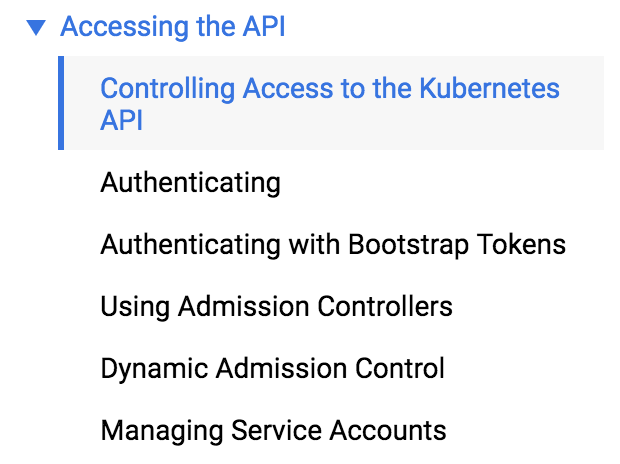 Accessing the API
Controlling Access to the Kubernetes
API
Authenticating
Authenticating with Bootstrap Tokens
Using Admission Controllers
Dynamic Admission Control
Managing Service Accounts